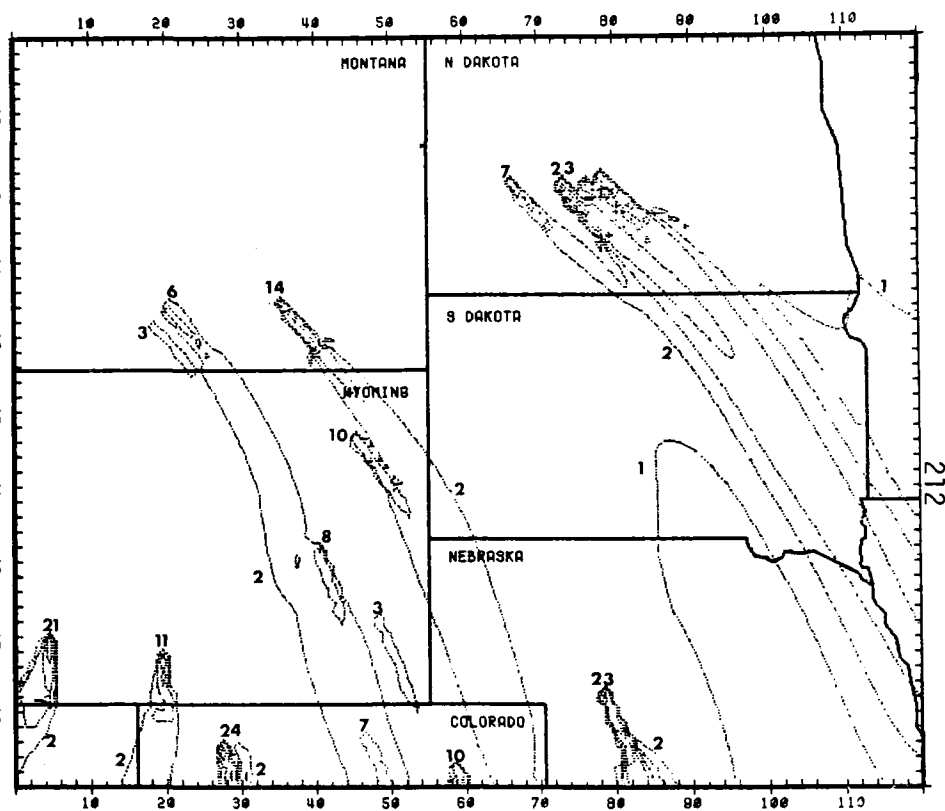 10 20 30 40 50 60 70 80 90 100 110
MONTANA N DAKOTA
7 23
6 14 1
3 S DAKOTA
2
WYOMING
10 1 2
212
8 NEBRASKA
2 3
21 11
23
COLORADO
2 2 24 2 7 10 2
10 20 30 40 50 60 70 80 90 100 110